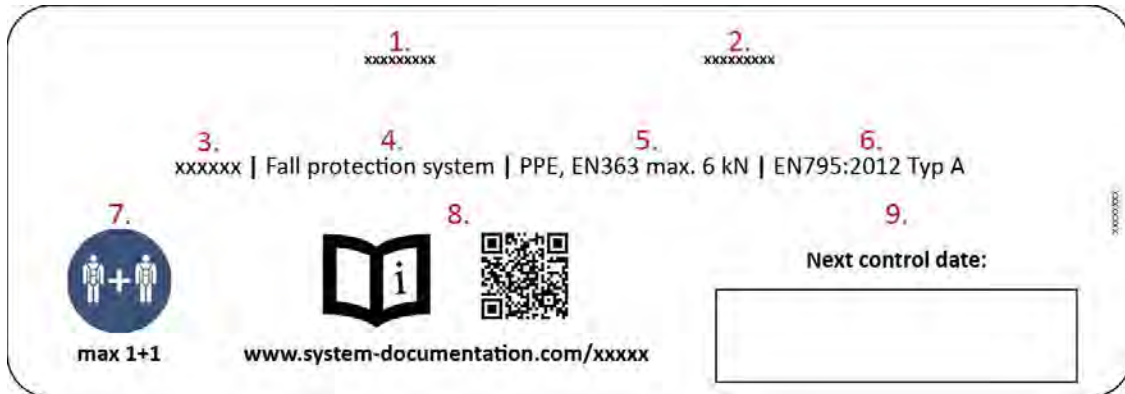 1. 2.
xxxxxxxxx xxxxxxxxx
3. 4. 5. 6.
xxxxxx | Fall protection system | PPE, EN363 max. 6 kN | EN795:2012 Typ A
7. 8. 9.
i
Next control date:
max 1+1 www.system-documentation.com/xxxxx